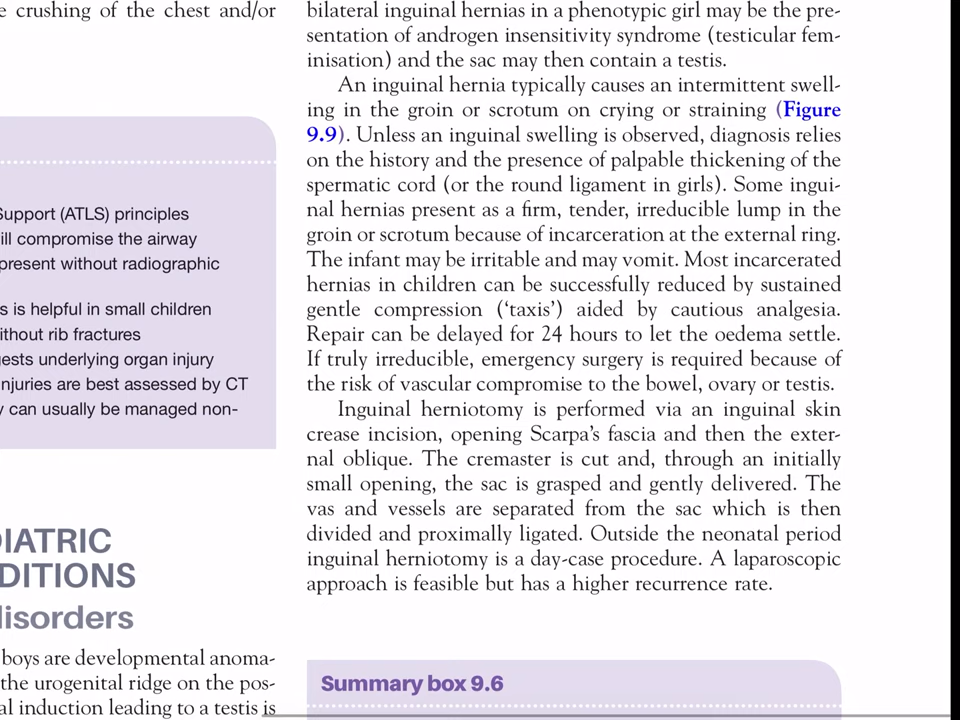 e crushing of the chest and/or
Support (ATLS) principles
ill compromise the airway
present without radiographic
s is helpful in small children
ithout rib fractures
ests underlying organ injury
njuries are best assessed by CT
y can usually be managed non-
DIATRIC
DITIONS
disorders
boys are developmental anoma-
the urogenital ridge on the pos-
al induction leading to a testis is
bilateral inguinal hernias in a phenotypic girl may be the pre-
sentation of androgen insensitivity syndrome (testicular fem-
inisation) and the sac may then contain a testis.
An inguinal hernia typically causes an intermittent swell-
ing in the groin or scrotum on crying or straining (Figure
9.9). Unless an inguinal swelling is observed, diagnosis relies
on the history and the presence of palpable thickening of the
spermatic cord (or the round ligament in girls). Some ingui-
nal hernias present as a firm, tender, irreducible lump in the
groin or scrotum because of incarceration at the external ring.
The infant may be irritable and may vomit. Most incarcerated
hernias in children can be successfully reduced by sustained
gentle compression (‘taxis’) aided by cautious analgesia.
Repair can be delayed for 24 hours to let the oedema settle.
If truly irreducible, emergency surgery is required because of
the risk of vascular compromise to the bowel, ovary or testis.
Inguinal herniotomy is performed via an inguinal skin
crease incision, opening Scarpa’s fascia and then the exter-
nal oblique. The cremaster is cut and, through an initially
small opening, the sac is grasped and gently delivered. The
vas and vessels are separated from the sac which is then
divided and proximally ligated. Outside the neonatal period
inguinal herniotomy is a day-case procedure. A laparoscopic
approach is feasible but has a higher recurrence rate.
Summary box 9.6